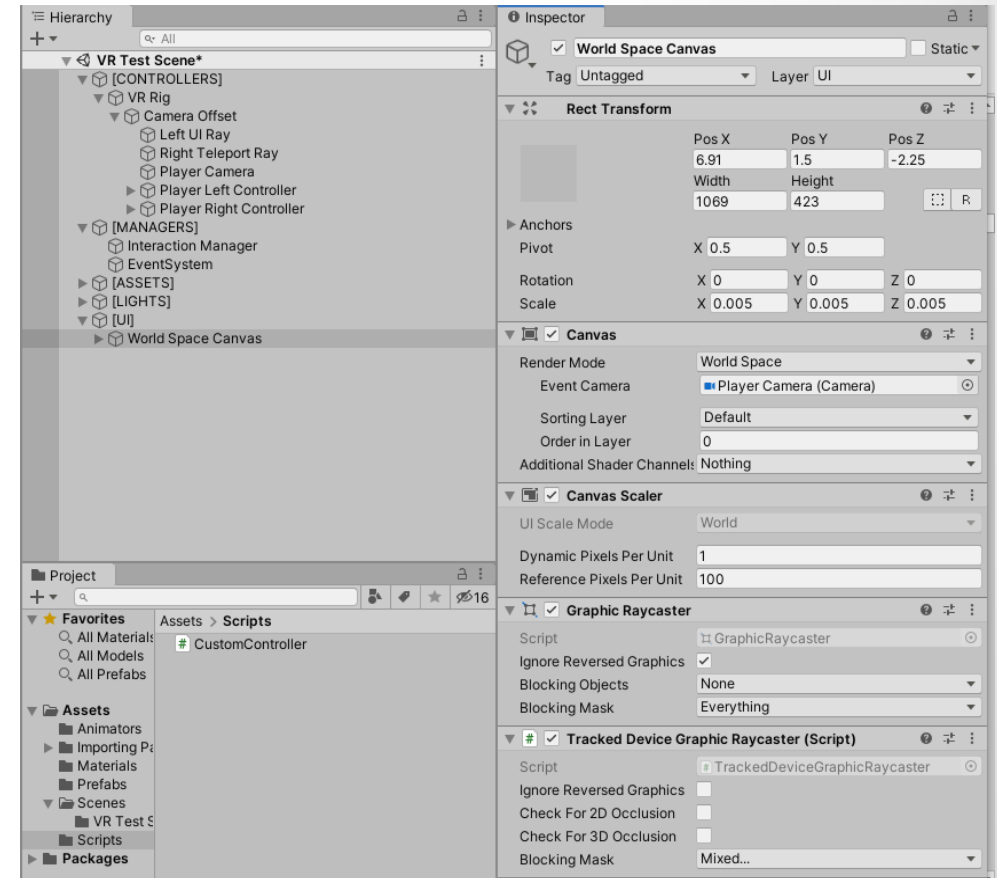 Hierarchy
All
VR Test Scene*
[CONTROLLERS]
VR Rig
Camera Offset
Left UI Ray
Right Teleport Ray
Player Camera
Player Left Controller
Player Right Controller
[MANAGERS]
Interaction Manager
EventSystem
[ASSETS]
[LIGHTS]
[UI]
World Space Canvas
Project
16
Favorites
All Materials
All Models
All Prefabs
Assets
Animators
Importing Pa
Materials
Prefabs
Scenes
VR Test S
Scripts
Packages
Assets > Scripts
# CustomController
Inspector
World Space Canvas Static
Tag Untagged Layer UI
Rect Transform
Pos X Pos Y Pos Z
6.91 1.5 -2.25
Width Height
1069 423
R
Anchors
Pivot X 0.5 Y 0.5
Rotation X 0 Y 0 Z 0
Scale X 0.005 Y 0.005 Z 0.005
Canvas
Render Mode World Space
Event Camera Player Camera (Camera)
Sorting Layer Default
Order in Layer 0
Additional Shader Channels Nothing
Canvas Scaler
UI Scale Mode World
Dynamic Pixels Per Unit 1
Reference Pixels Per Unit 100
Graphic Raycaster
Script GraphicRaycaster
Ignore Reversed Graphics
Blocking Objects None
Blocking Mask Everything
# Tracked Device Graphic Raycaster (Script)
Script TrackedDeviceGraphicRaycaster
Ignore Reversed Graphics
Check For 2D Occlusion
Check For 3D Occlusion
Blocking Mask Mixed...